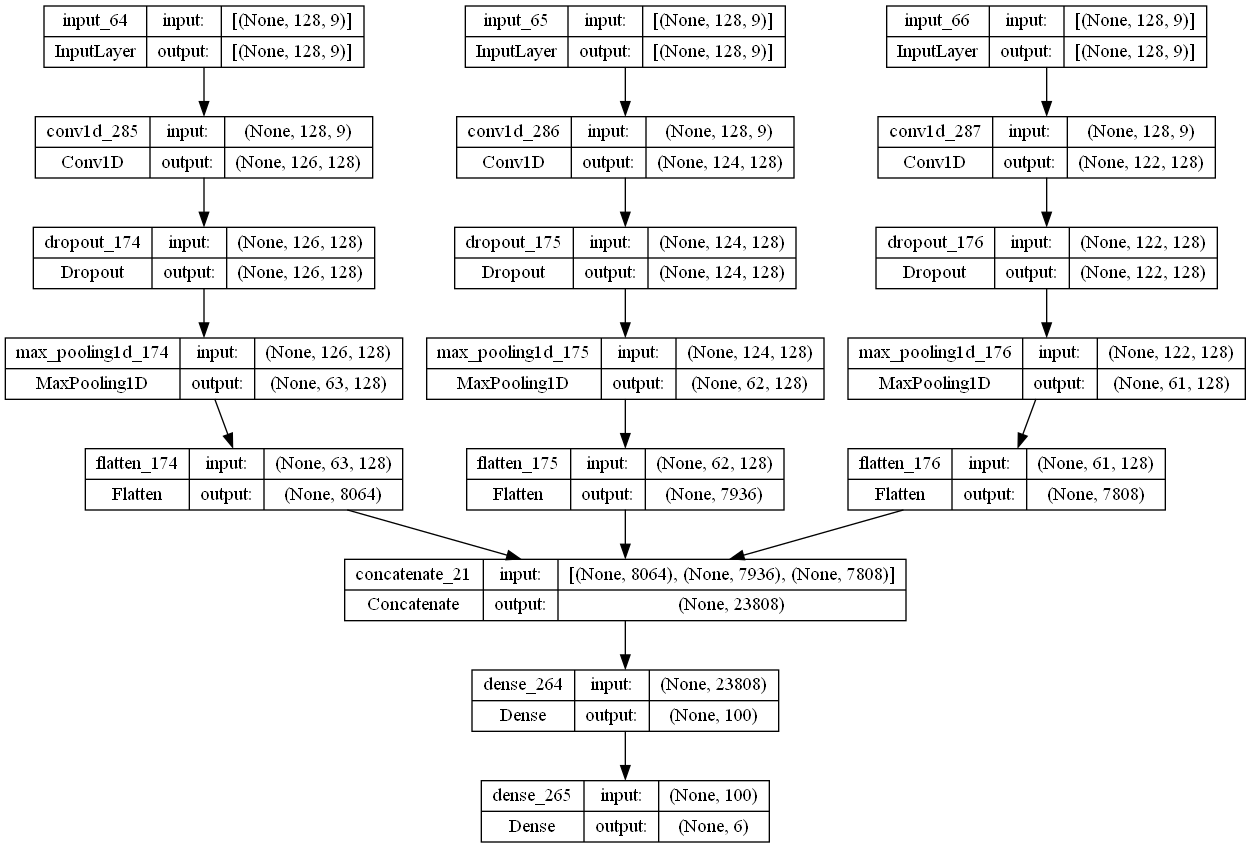 input_64 input: [(None, 128, 9)]
InputLayer output: [(None, 128, 9)]
input_65 input: [(None, 128, 9)]
InputLayer output: [(None, 128, 9)]
input_66 input: [(None, 128, 9)]
InputLayer output: [(None, 128, 9)]
conv1d_285 input: (None, 128, 9)
Conv1D output: (None, 126, 128)
conv1d_286 input: (None, 128, 9)
Conv1D output: (None, 124, 128)
conv1d_287 input: (None, 128, 9)
Conv1D output: (None, 122, 128)
dropout_174 input: (None, 126, 128)
Dropout output: (None, 126, 128)
dropout_175 input: (None, 124, 128)
Dropout output: (None, 124, 128)
dropout_176 input: (None, 122, 128)
Dropout output: (None, 122, 128)
max_pooling1d_174 input: (None, 126, 128)
MaxPooling1D output: (None, 63, 128)
max_pooling1d_175 input: (None, 124, 128)
MaxPooling1D output: (None, 62, 128)
max_pooling1d_176 input: (None, 122, 128)
MaxPooling1D output: (None, 61, 128)
flatten_174 input: (None, 63, 128)
Flatten output: (None, 8064)
flatten_175 input: (None, 62, 128)
Flatten output: (None, 7936)
flatten_176 input: (None, 61, 128)
Flatten output: (None, 7808)
concatenate_21 input: [(None, 8064), (None, 7936), (None, 7808)]
Concatenate output: (None, 23808)
dense_264 input: (None, 23808)
Dense output: (None, 100)
dense_265 input: (None, 100)
Dense output: (None, 6)